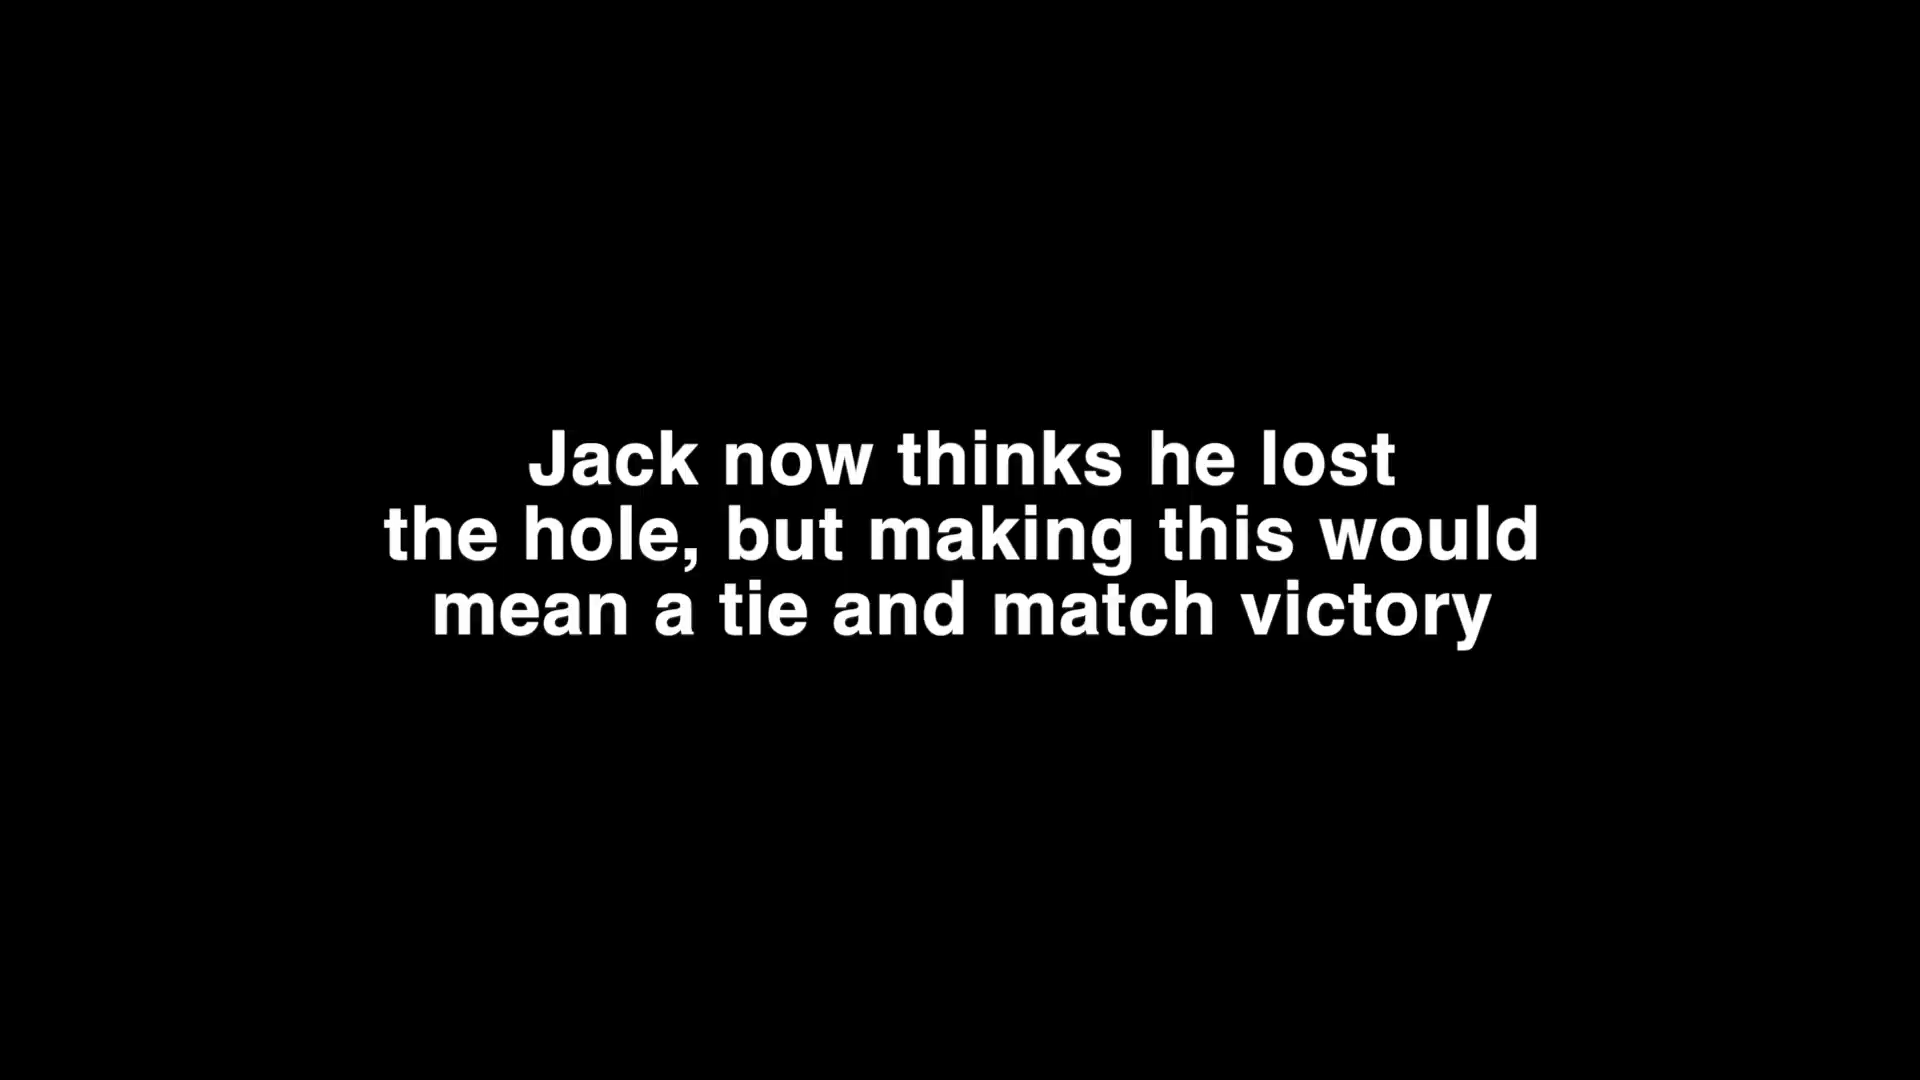 Jack now thinks he lost
the hole, but making this would
mean a tie and match victory